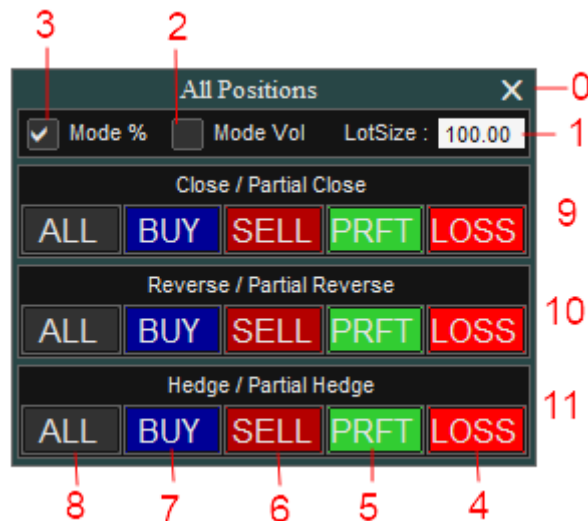 3 2
All Positions X 0
Mode % Mode Vol LotSize : 100.00 1
Close / Partial Close
ALL BUY SELL PRFT LOSS 9
Reverse / Partial Reverse
ALL BUY SELL PRFT LOSS 10
Hedge / Partial Hedge 11
ALL BUY SELL PRFT LOSS
8 7 6 5 4